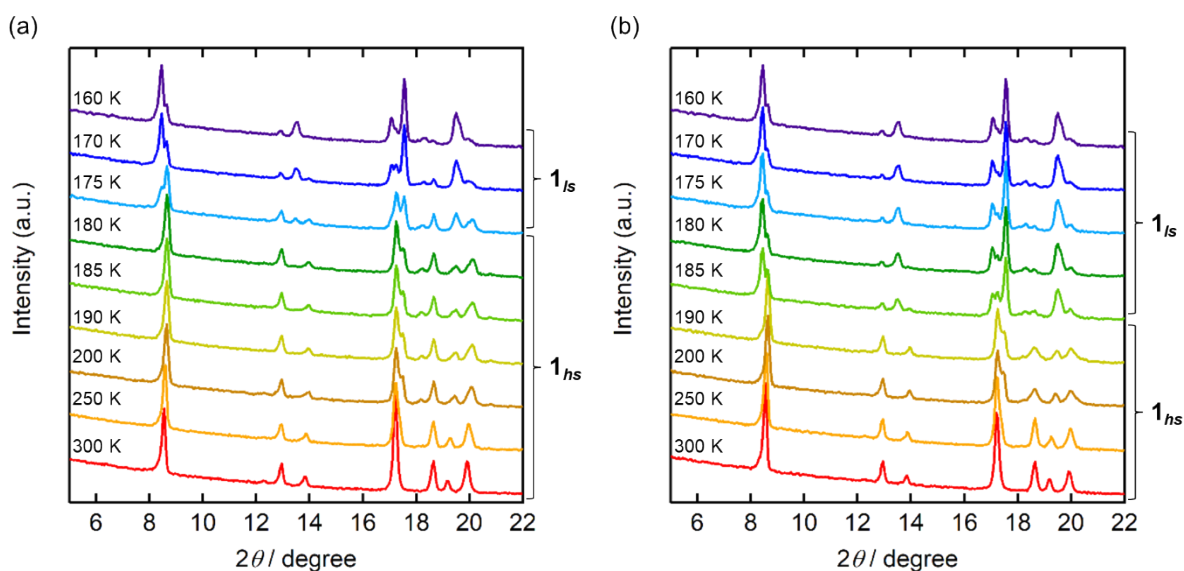 (a)
Intensity (a.u.)
160 K
170 K
175 K
180 K
185 K
190 K
200 K
250 K
300 K
1ls
1hs
6 8 10 12 14 16 18 20 22
2θ / degree
(b)
Intensity (a.u.)
160 K
170 K
175 K
180 K
185 K
190 K
200 K
250 K
300 K
1ls
1hs
6 8 10 12 14 16 18 20 22
2θ / degree